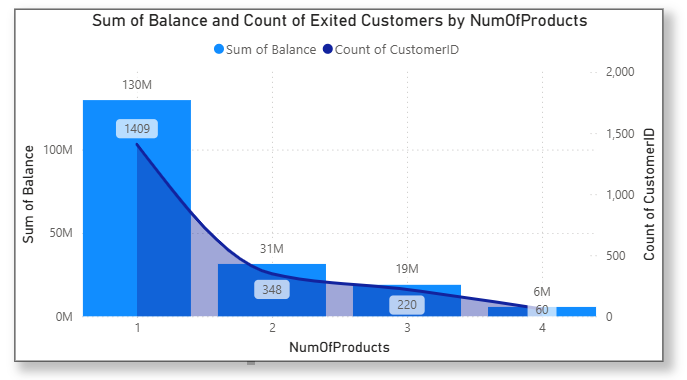 Sum of Balance and Count of Exited Customers by NumOfProducts
Sum of Balance Count of CustomerID
2,000
130M
1409
1,500
100M
Sum of Balance
Count of CustomerID
1,000
50M
31M
19M
500
348
220
6M
60
0M
0
1 2 3 4
NumOfProducts